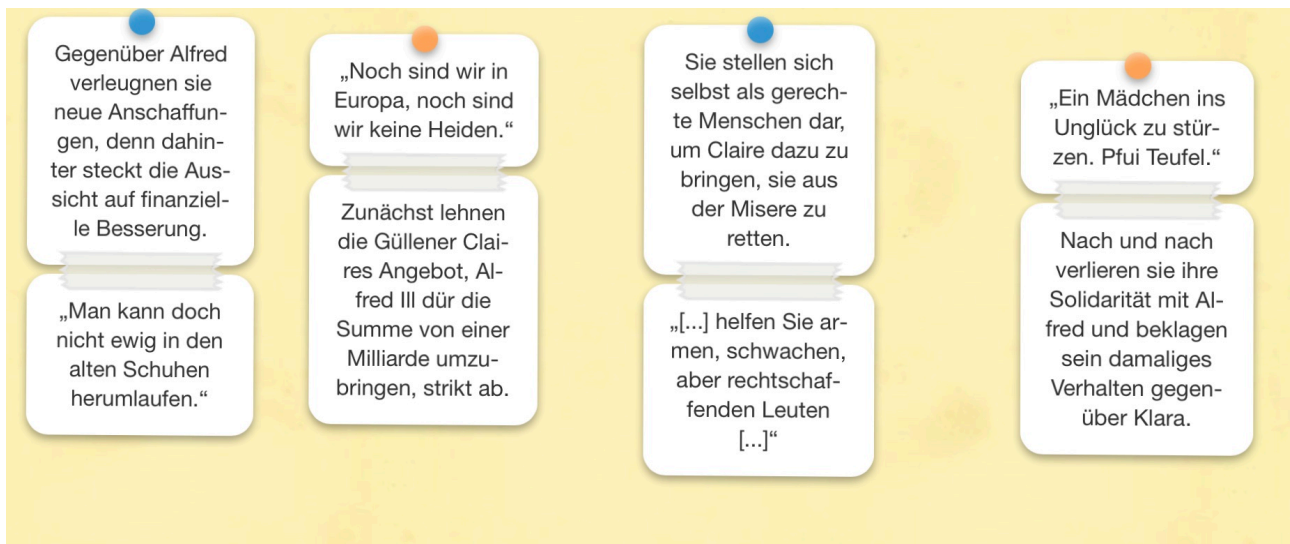 Gegenüber Alfred
verleugnen sie
neue Anschaffun-
gen, denn dahin-
ter steckt die Aus-
sicht auf finanziel-
le Besserung.
„Man kann doch
nicht ewig in den
alten Schuhen
herumlaufen.“
„Noch sind wir in
Europa, noch sind
wir keine Heiden.“
Zunächst lehnen
die Güllener Clai-
res Angebot, Al-
fred Ill dür die
Summe von einer
Milliarde umzu-
bringen, strikt ab.
Sie stellen sich
selbst als gerech-
te Menschen dar,
um Claire dazu zu
bringen, sie aus
der Misere zu
retten.
„[...] helfen Sie ar-
men, schwachen,
aber rechtschaf-
fenden Leuten
[...]“
„Ein Mädchen ins
Unglück zu stür-
zen. Pfui Teufel.“
Nach und nach
verlieren sie ihre
Solidarität mit Al-
fred und beklagen
sein damaliges
Verhalten gegen-
über Klara.